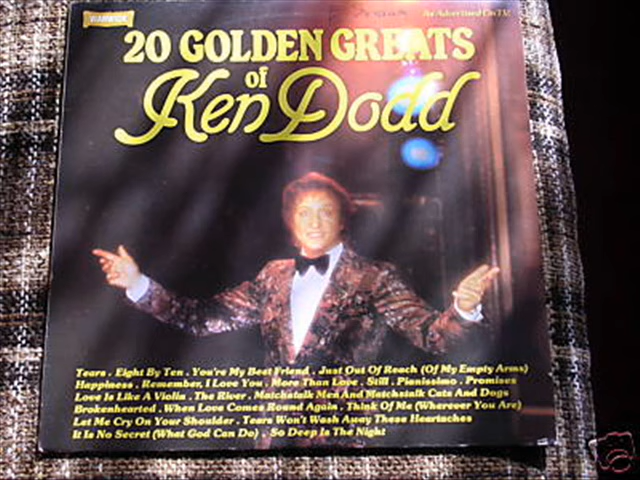 WARWICK
As Advertised On T.V.
20 GOLDEN GREATS
of
Ken Dodd
Tears . Eight By Ten . You're My Best Friend . Just Out Of Reach (Of My Empty Arms)
Happiness . Remember, I Love You . More Than Love . Still . Pianissimo . Promises
Love Is Like A Violin . The River . Matchstalk Men And Matchstalk Cats And Dogs
Brokenhearted . When Love Comes Round Again . Think Of Me (Wherever You Are)
Let Me Cry On Your Shoulder . Tears Won't Wash Away These Heartaches
It Is No Secret (What God Can Do) . So Deep Is The Night